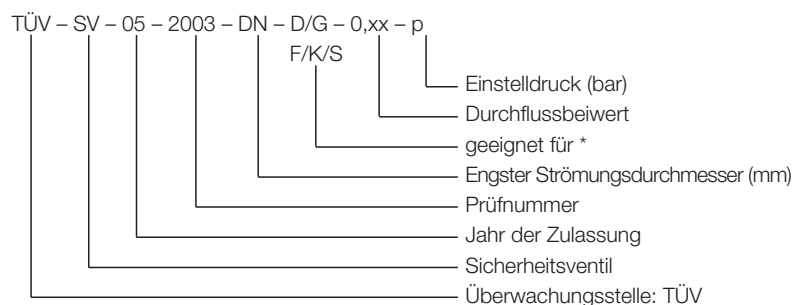 TÜV – SV – 05 – 2003 – DN – D/G – 0,xx – p
F/K/S
Einstelldruck (bar)
Durchflussbeiwert
geeignet für *
Engster Strömungsdurchmesser (mm)
Prüfnummer
Jahr der Zulassung
Sicherheitsventil
Überwachungsstelle: TÜV